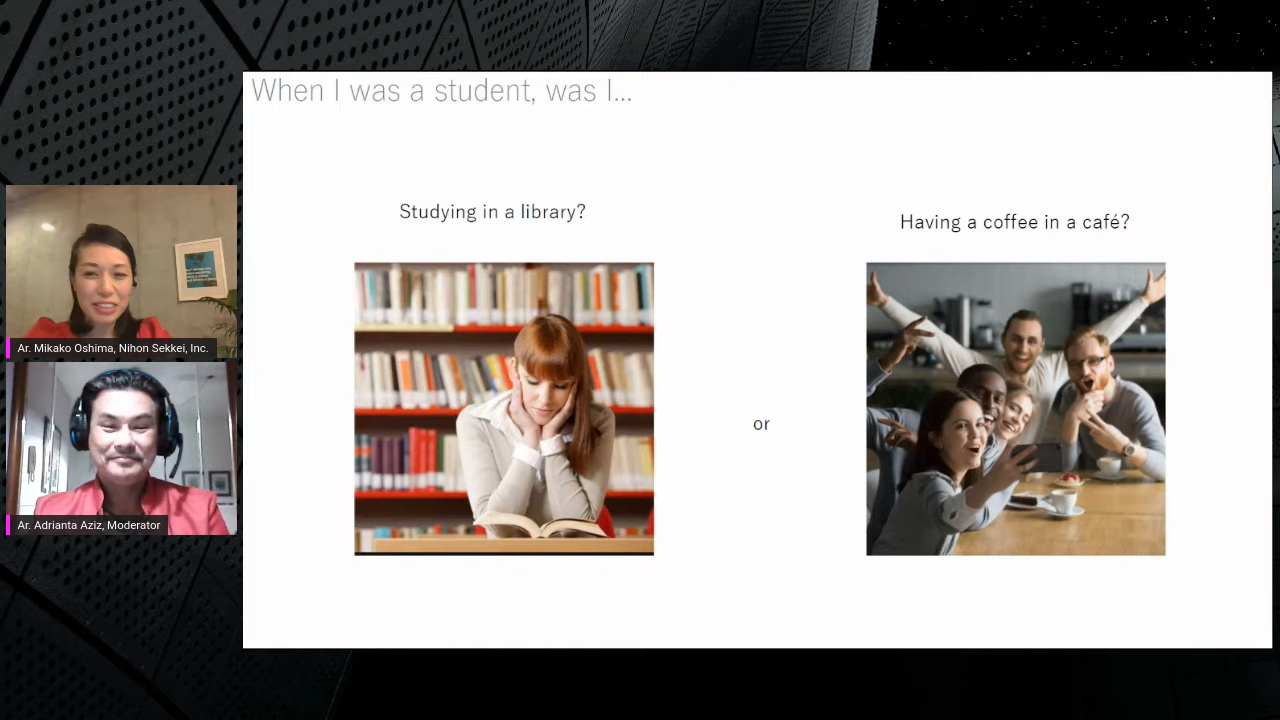 When I was a student, was I...
Studying in a library?
Having a coffee in a café?
or
Ar. Mikako Oshima, Nihon Sekkei, Inc.
Ar. Adrianta Aziz, Moderator